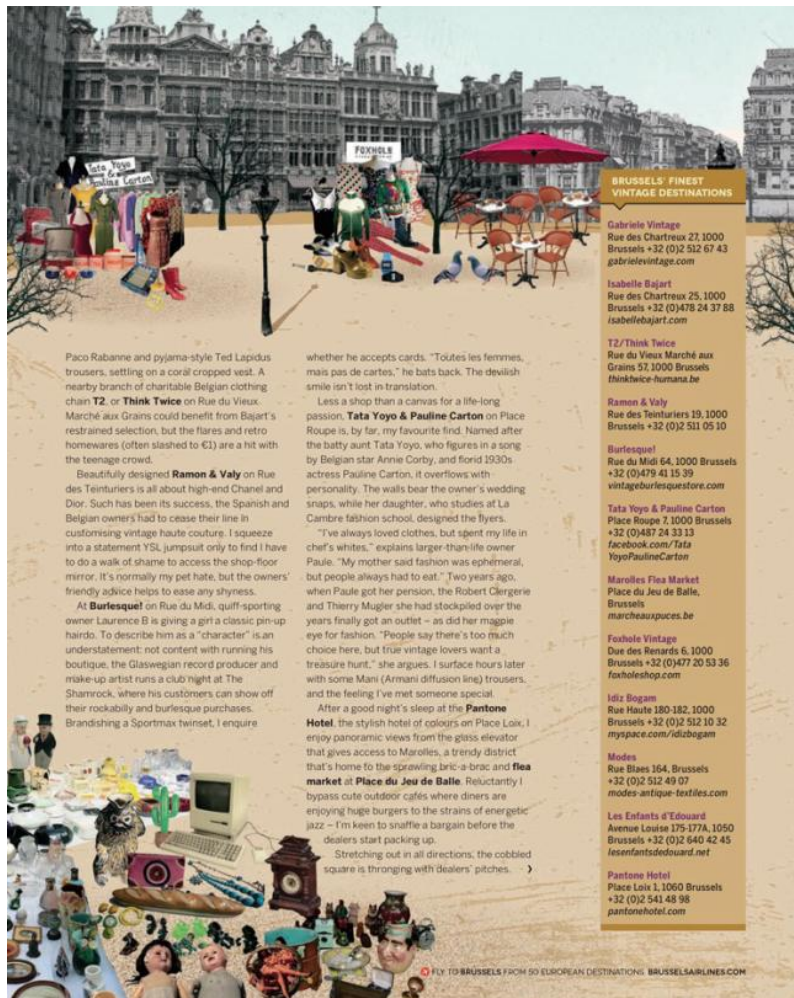 Tata Yoyo
&
Pauline Carton
FOXHOLE
BRUSSELS' FINEST
VINTAGE DESTINATIONS
Paco Rabanne and pyjama-style Ted Lapidus
trousers, settling on a coral cropped vest. A
nearby branch of charitable Belgian clothing
chain T2, or Think Twice on Rue du Vieux
Marché aux Grains could benefit from Bajart's
restrained selection, but the flares and retro
homewares (often slashed to €1) are a hit with
the teenage crowd.
Beautifully designed Ramon & Valy on Rue
des Teinturiers is all about high-end Chanel and
Dior. Such has been its success, the Spanish and
Belgian owners had to cease their line in
customising vintage haute couture. I squeeze
into a statement YSL jumpsuit only to find I have
to do a walk of shame to access the shop-floor
mirror. It's normally my pet hate, but the owners'
friendly advice helps to ease any shyness.
At Burlesque! on Rue du Midi, quiff-sporting
owner Laurence B is giving a girl a classic pin-up
hairdo. To describe him as a "character" is an
understatement: not content with running his
boutique, the Glaswegian record producer and
make-up artist runs a club night at The
Shamrock, where his customers can show off
their rockabilly and burlesque purchases.
Brandishing a Sportmax twinset, I enquire
whether he accepts cards. "Toutes les femmes,
mais pas de cartes," he bats back. The devilish
smile isn't lost in translation.
Less a shop than a canvas for a life-long
passion, Tata Yoyo & Pauline Carton on Place
Roupe is, by far, my favourite find. Named after
the batty aunt Tata Yoyo, who figures in a song
by Belgian star Annie Corby, and florid 1930s
actress Pauline Carton, it overflows with
personality. The walls bear the owner's wedding
snaps, while her daughter, who studies at La
Cambre fashion school, designed the flyers.
"I've always loved clothes, but spent my life in
chef's whites," explains larger-than-life owner
Paule. "My mother said fashion was ephemeral,
but people always had to eat." Two years ago,
when Paule got her pension, the Robert Clergerie
and Thierry Mugler she had stockpiled over the
years finally got an outlet – as did her magpie
eye for fashion. "People say there's too much
choice here, but true vintage lovers want a
treasure hunt," she argues. I surface hours later
with some Mani (Armani diffusion line) trousers,
and the feeling I've met someone special.
After a good night's sleep at the Pantone
Hotel, the stylish hotel of colours on Place Loix, I
enjoy panoramic views from the glass elevator
that gives access to Marolles, a trendy district
that's home to the sprawling bric-a-brac and flea
market at Place du Jeu de Balle. Reluctantly I
bypass cute outdoor cafés where diners are
enjoying huge burgers to the strains of energetic
jazz – I'm keen to snaffle a bargain before the
dealers start packing up.
Stretching out in all directions, the cobbled
square is thronging with dealers' pitches. ❯
Gabriele Vintage
Rue des Chartreux 27, 1000
Brussels +32 (0)2 512 67 43
gabrielevintage.com
Isabelle Bajart
Rue des Chartreux 25, 1000
Brussels +32 (0)478 24 37 88
isabellebajart.com
T2/Think Twice
Rue du Vieux Marché aux
Grains 57, 1000 Brussels
thinktwice-humana.be
Ramon & Valy
Rue des Teinturiers 19, 1000
Brussels +32 (0)2 511 05 10
Burlesque!
Rue du Midi 64, 1000 Brussels
+32 (0)479 41 15 39
vintageburlesquestore.com
Tata Yoyo & Pauline Carton
Place Roupe 7, 1000 Brussels
+32 (0)487 24 33 13
facebook.com/Tata
YoyoPaulineCarton
Marolles Flea Market
Place du Jeu de Balle,
Brussels
marcheauxpuces.be
Foxhole Vintage
Due des Renards 6, 1000
Brussels +32 (0)477 20 53 36
foxholeshop.com
Idiz Bogam
Rue Haute 180-182, 1000
Brussels +32 (0)2 512 10 32
myspace.com/idizbogam
Modes
Rue Blaes 164, Brussels
+32 (0)2 512 49 07
modes-antique-textiles.com
Les Enfants d'Edouard
Avenue Louise 175-177A, 1050
Brussels +32 (0)2 640 42 45
lesenfantsdedouard.net
Pantone Hotel
Place Loix 1, 1060 Brussels
+32 (0)2 541 48 98
pantonehotel.com
FLY TO BRUSSELS FROM 50 EUROPEAN DESTINATIONS. BRUSSELSAIRLINES.COM